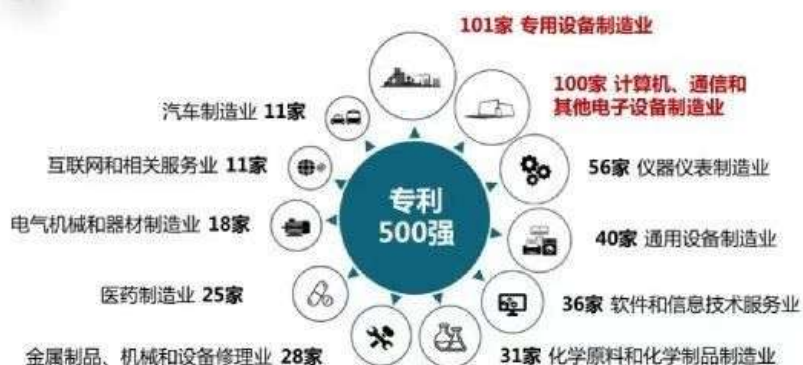 101家 专用设备制造业
100家 计算机、通信和
其他电子设备制造业
汽车制造业 11家
互联网和相关服务业 11家
56家 仪器仪表制造业
专利
500强
电气机械和器材制造业 18家
40家 通用设备制造业
医药制造业 25家
36家 软件和信息技术服务业
金属制品、机械和设备修理业 28家
31家 化学原料和化学制品制造业